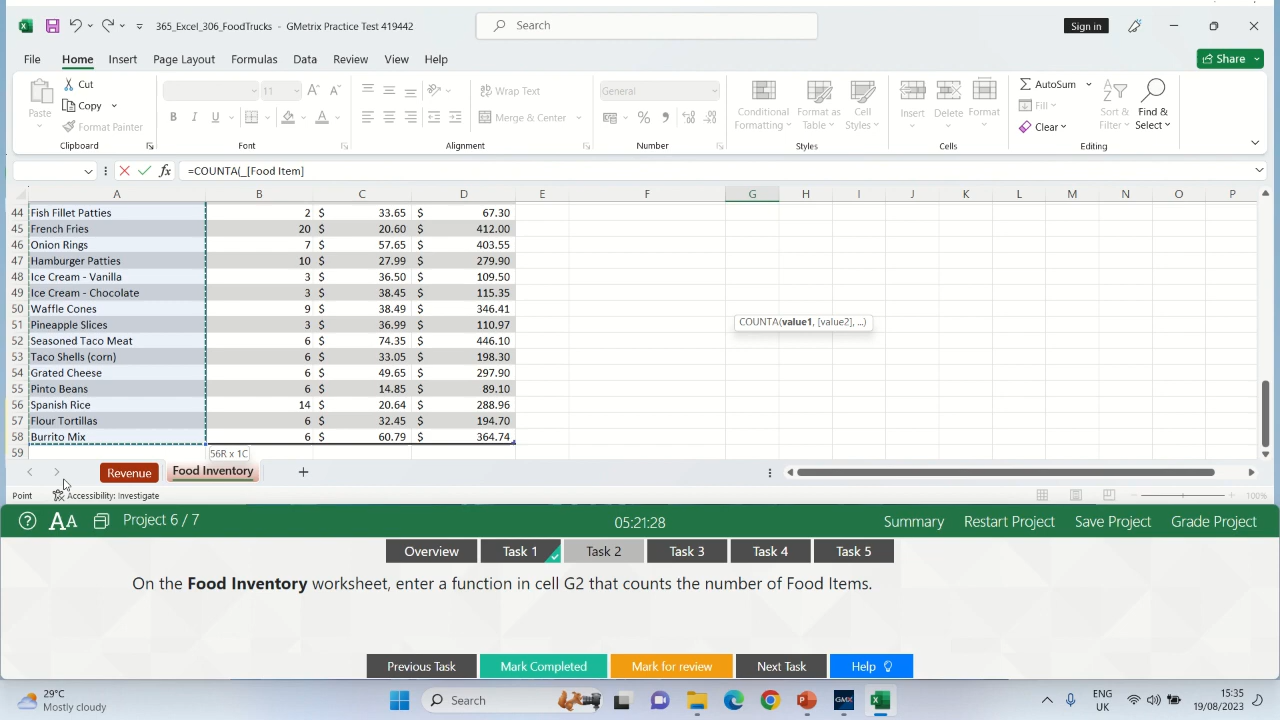 365_Excel_306_FoodTrucks - GMetrix Practice Test 419442
Search
Sign in
File Home Insert Page Layout Formulas Data Review View Help
Share
Paste
Cut
Copy
Format Painter
Clipboard
B I U
A A
Font
Wrap Text
Merge & Center
Alignment
General
Number
Conditional Formatting
Format as Table
Cell Styles
Styles
Insert
Delete
Format
Cells
AutoSum
Fill
Clear
Sort & Filter
Find & Select
Editing
fx =COUNTA(_[Food Item]
A B C D E F G H I J K L M N O P
44 Fish Fillet Patties 2 $ 33.65 $ 67.30
45 French Fries 20 $ 20.60 $ 412.00
46 Onion Rings 7 $ 57.65 $ 403.55
47 Hamburger Patties 10 $ 27.99 $ 279.90
48 Ice Cream - Vanilla 3 $ 36.50 $ 109.50
49 Ice Cream - Chocolate 3 $ 38.45 $ 115.35
50 Waffle Cones 9 $ 38.49 $ 346.41
51 Pineapple Slices 3 $ 36.99 $ 110.97
COUNTA(value1, [value2], ...)
52 Seasoned Taco Meat 6 $ 74.35 $ 446.10
53 Taco Shells (corn) 6 $ 33.05 $ 198.30
54 Grated Cheese 6 $ 49.65 $ 297.90
55 Pinto Beans 6 $ 14.85 $ 89.10
56 Spanish Rice 14 $ 20.64 $ 288.96
57 Flour Tortillas 6 $ 32.45 $ 194.70
58 Burrito Mix 6 $ 60.79 $ 364.74
59
56R x 1C
Revenue Food Inventory +
Point Accessibility: Investigate
100%
AA Project 6 / 7
05:21:28
Summary Restart Project Save Project Grade Project
Overview Task 1 Task 2 Task 3 Task 4 Task 5
On the Food Inventory worksheet, enter a function in cell G2 that counts the number of Food Items.
Previous Task Mark Completed Mark for review Next Task Help
29°C
Mostly cloudy
Search
GMX
ENG
UK
15:35
19/08/2023